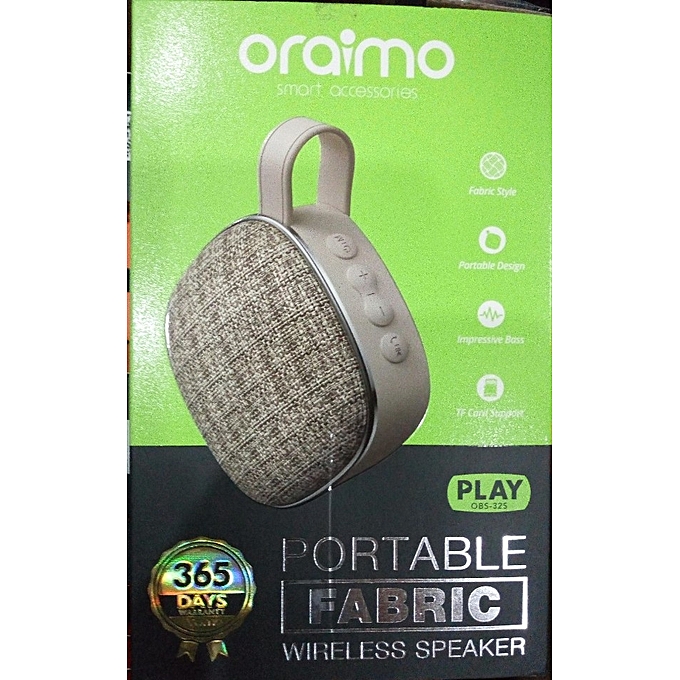 oraimo
smart accessories
Fabric Style
Portable Design
Impressive Bass
TF Card Support
PLAY
OBS-32S
365
DAYS
WARRANTY
PORTABLE
FABRIC
WIRELESS SPEAKER